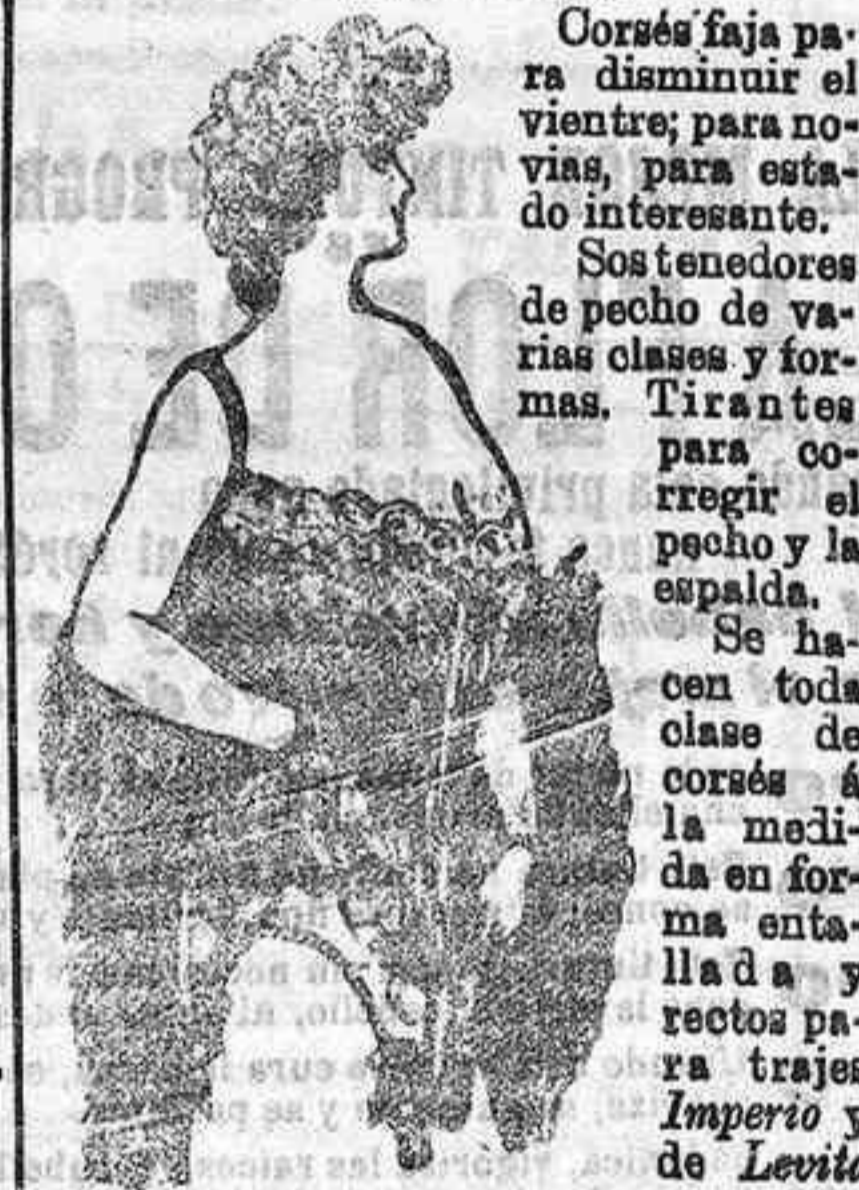 Corsés faja pa-
ra disminuir el
vientre; para no-
vias, para esta-
do interesante.
Sostenedores
de pecho de va-
rias clases y for-
mas. Tirantes
para co-
rregir el
pecho y la
espalda.
Se ha-
cen toda
clase de
corsés á
la medi-
da en for-
ma enta-
llada y
rectos pa-
ra trajes
Imperio y
de Levita